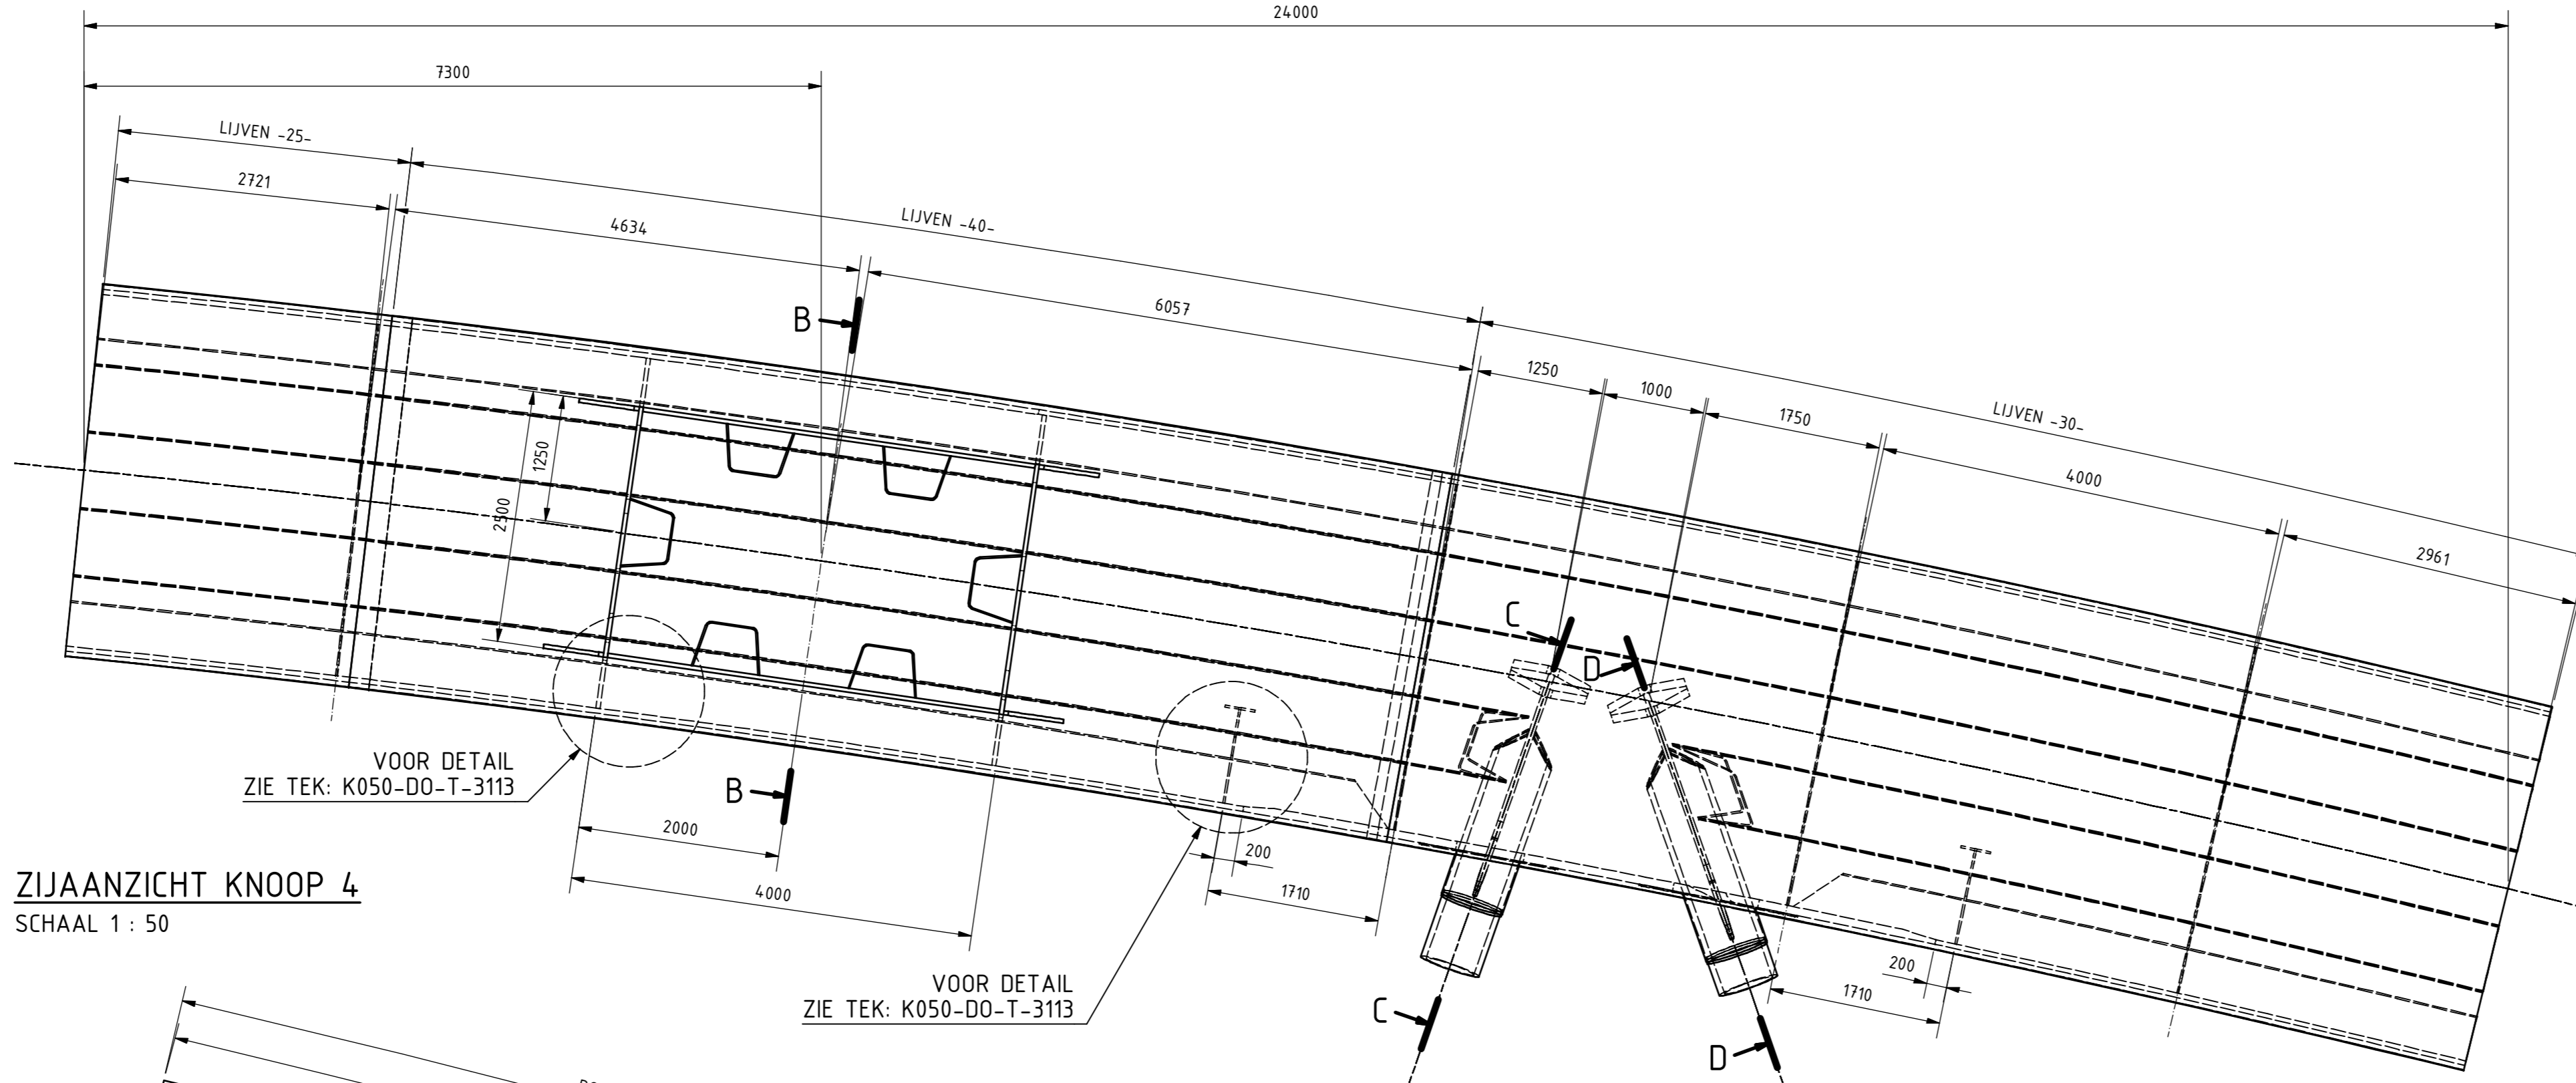 24000
7300
LIJVEN -25-
2721
LIJVEN -40-
4634
6057
B
1250
1000
1750
LIJVEN -30-
4000
2961
1250
2500
C
D
VOOR DETAIL
ZIE TEK: K050-DO-T-3113
B
2000
4000
200
1710
ZIJAANZICHT KNOOP 4
SCHAAL 1 : 50
VOOR DETAIL
ZIE TEK: K050-DO-T-3113
200
1710
C
D